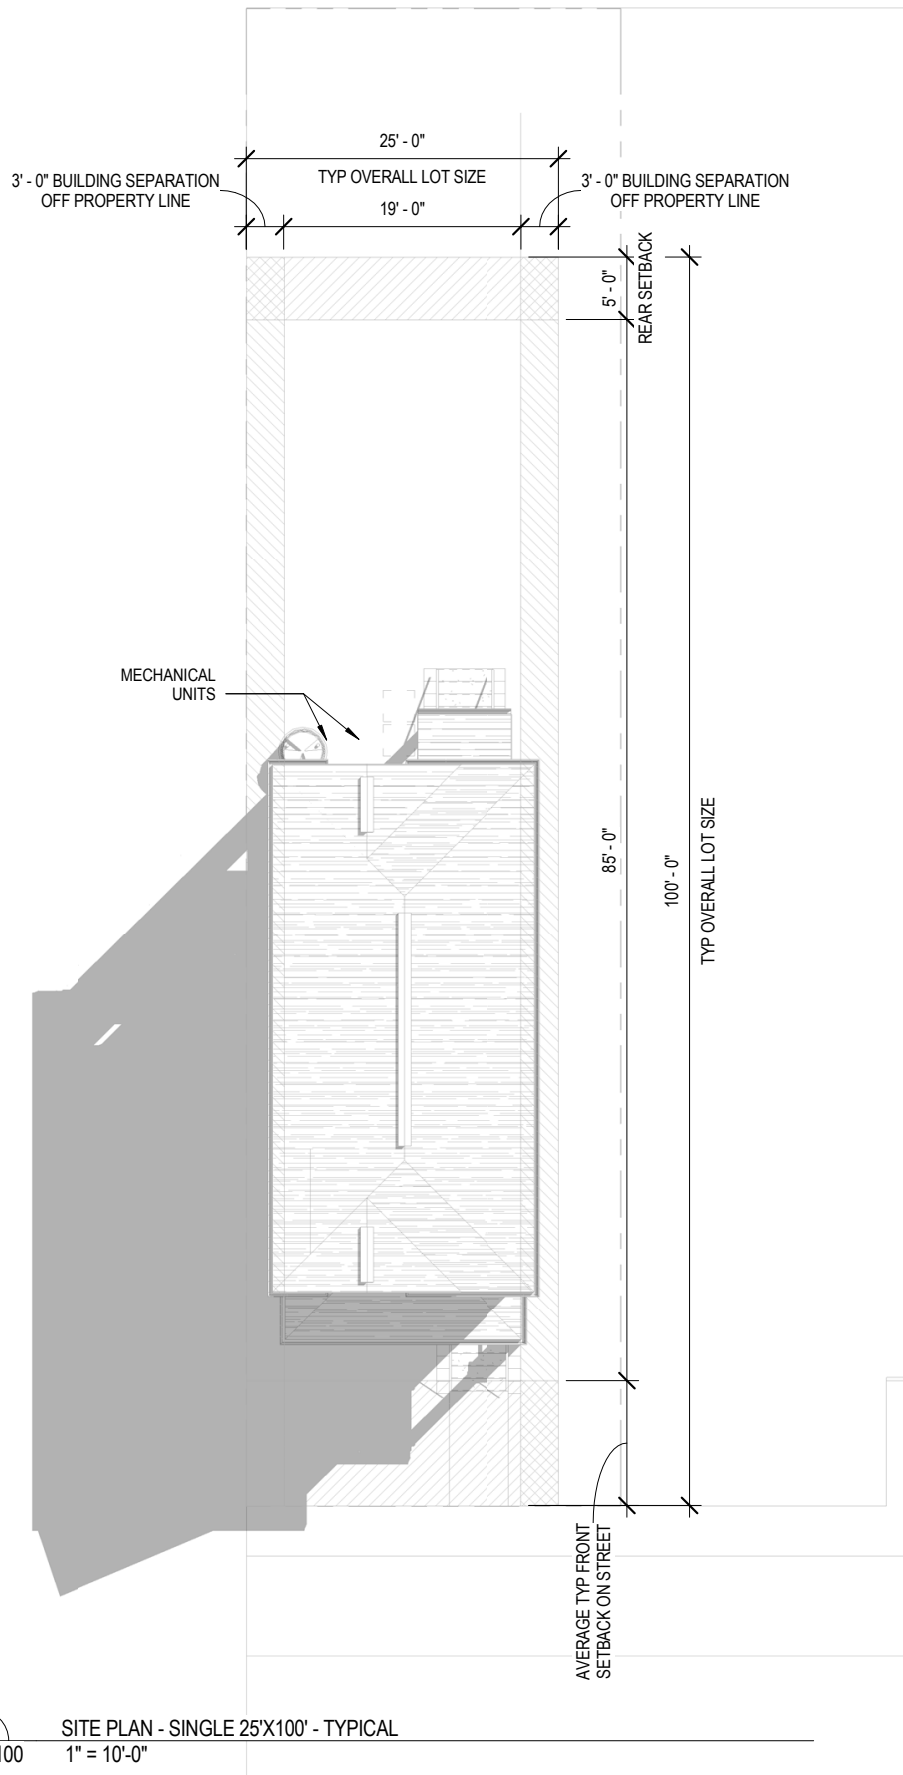 25' - 0"
TYP OVERALL LOT SIZE
3' - 0" BUILDING SEPARATION
OFF PROPERTY LINE
3' - 0" BUILDING SEPARATION
OFF PROPERTY LINE
19' - 0"
5' - 0"
REAR SETBACK
MECHANICAL
UNITS
85' - 0"
100' - 0"
TYP OVERALL LOT SIZE
AVERAGE TYP FRONT
SETBACK ON STREET
SITE PLAN - SINGLE 25'X100' - TYPICAL
1" = 10'-0"